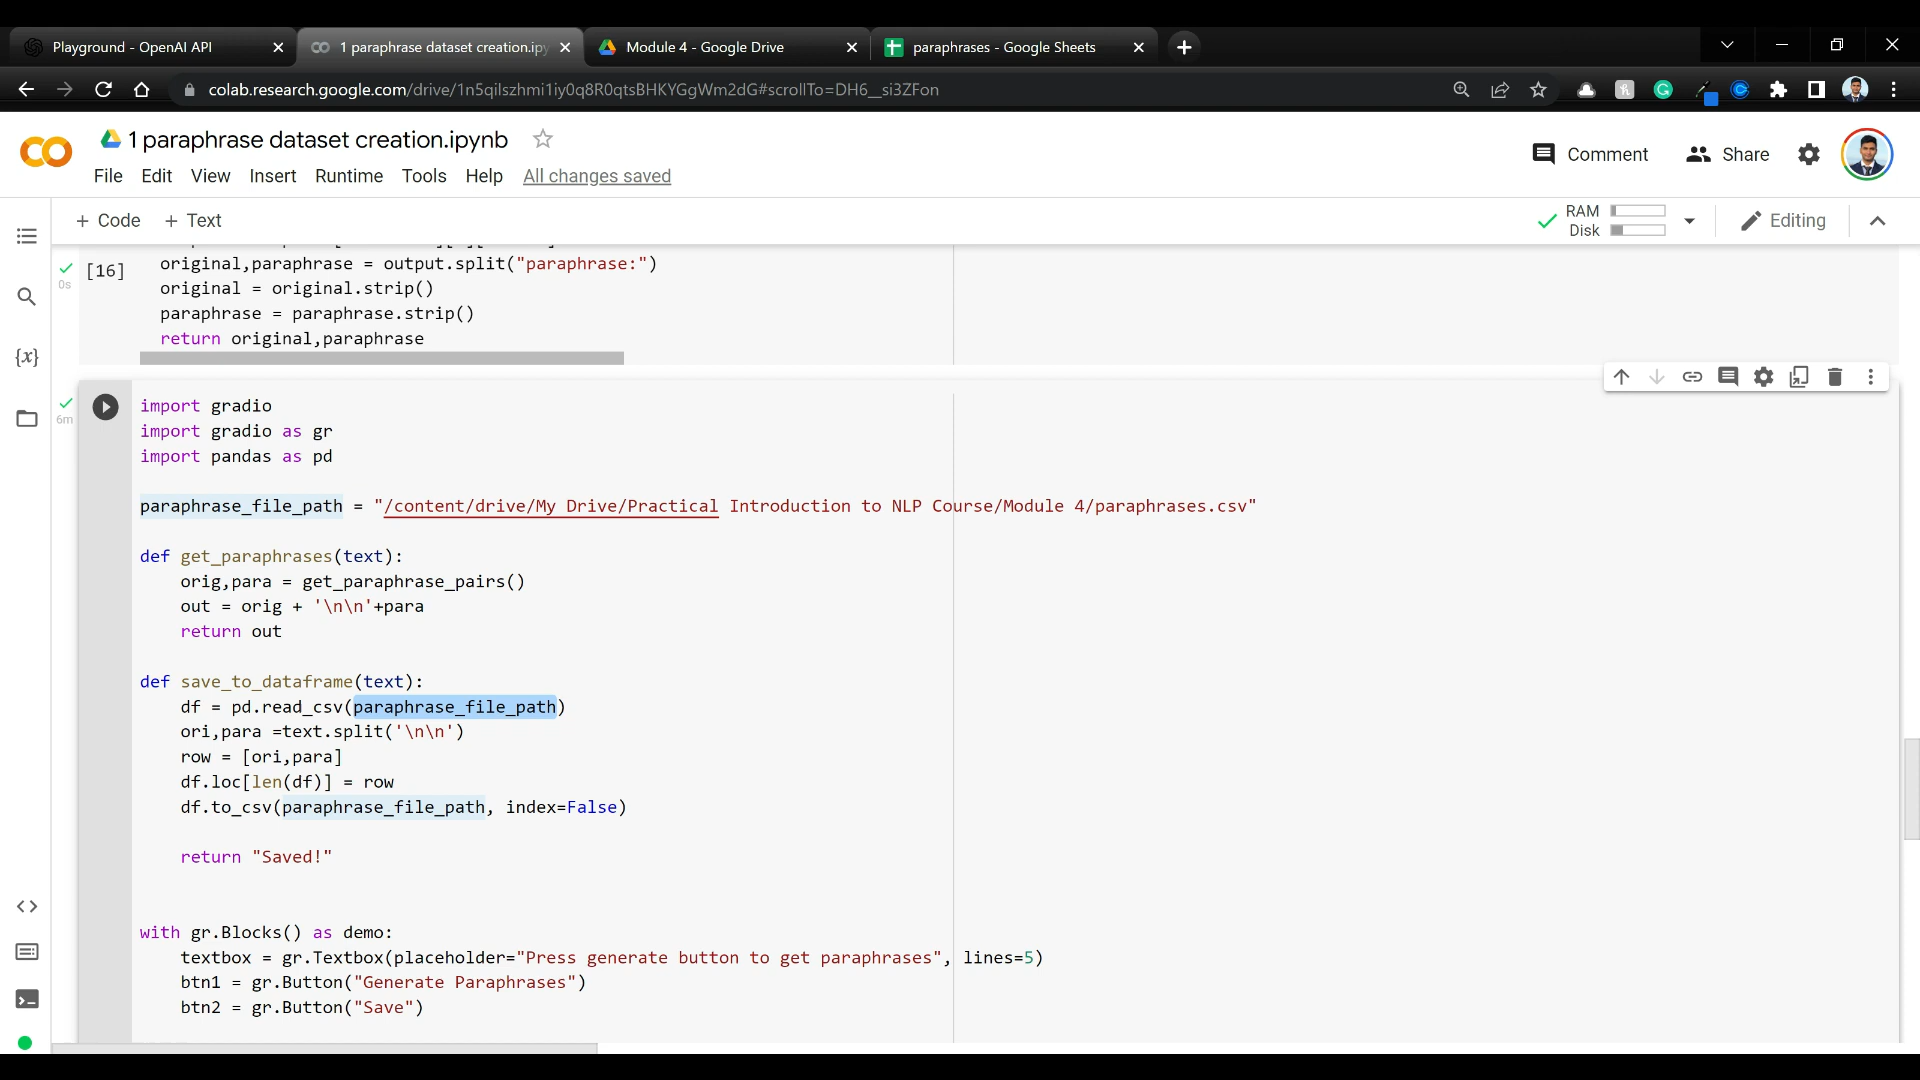 Playground - OpenAI API
1 paraphrase dataset creation.ipy
Module 4 - Google Drive
paraphrases - Google Sheets
colab.research.google.com/drive/1n5qilszhmi1iy0q8R0qtsBHKYGgWm2dG#scrollTo=DH6__si3ZFon
1 paraphrase dataset creation.ipynb
Comment
Share
File Edit View Insert Runtime Tools Help All changes saved
+ Code + Text
RAM
Disk
Editing
[16]
0s
original,paraphrase = output.split("paraphrase:")
original = original.strip()
paraphrase = paraphrase.strip()
return original,paraphrase
{x}
6m
import gradio
import gradio as gr
import pandas as pd
paraphrase_file_path = "/content/drive/My Drive/Practical Introduction to NLP Course/Module 4/paraphrases.csv"
def get_paraphrases(text):
orig,para = get_paraphrase_pairs()
out = orig + '\n\n'+para
return out
def save_to_dataframe(text):
df = pd.read_csv(paraphrase_file_path)
ori,para =text.split('\n\n')
row = [ori,para]
df.loc[len(df)] = row
df.to_csv(paraphrase_file_path, index=False)
return "Saved!"
with gr.Blocks() as demo:
textbox = gr.Textbox(placeholder="Press generate button to get paraphrases", lines=5)
btn1 = gr.Button("Generate Paraphrases")
btn2 = gr.Button("Save")